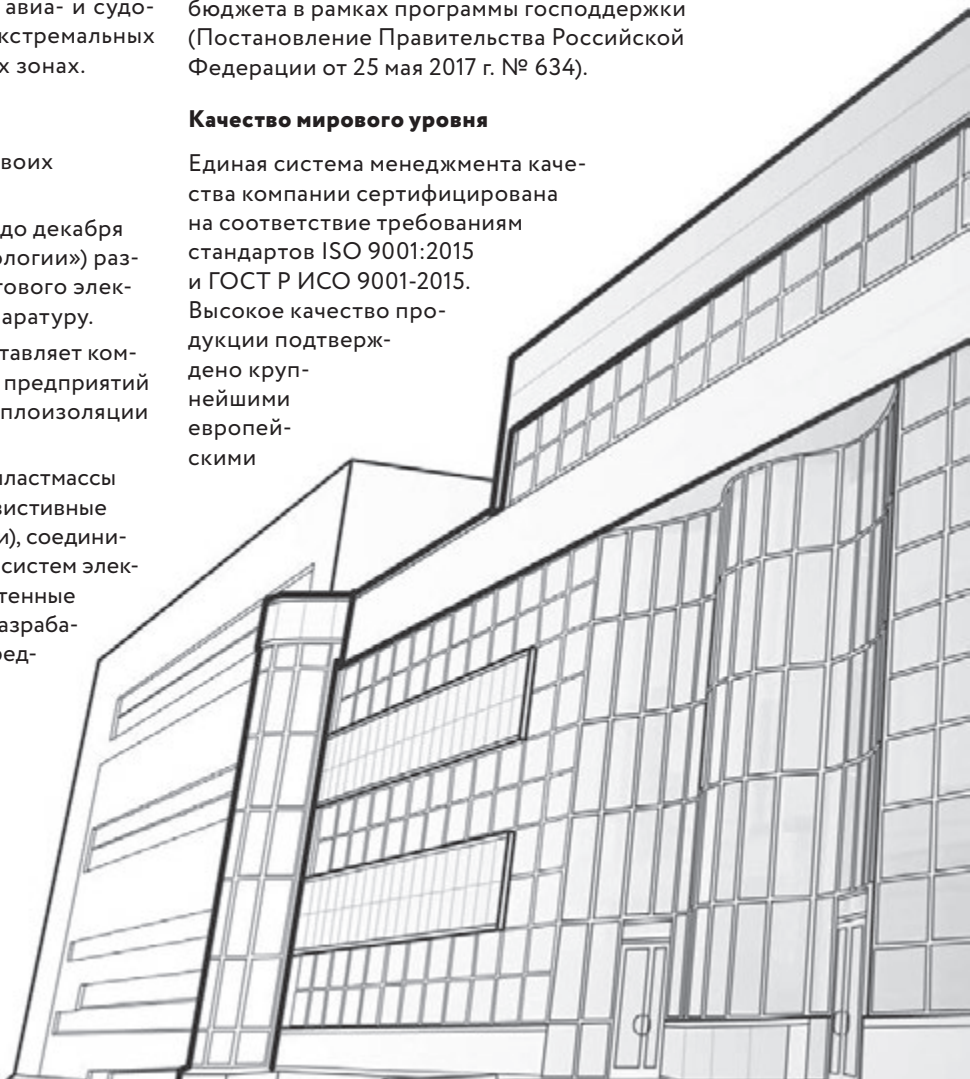 авиа- и судо-
кстремальных
х зонах.
воих
до декабря
ологии») раз-
тового элек-
аратуру.
тавляет ком-
предприятий
плоизоляции
ластмассы
истивные
и), соедини-
систем элек-
тенные
азраба-
ред-
бюджета в рамках программы господдержки
(Постановление Правительства Российской
Федерации от 25 мая 2017 г. № 634).
Качество мирового уровня
Единая система менеджмента каче-
ства компании сертифицирована
на соответствие требованиям
стандартов ISO 9001:2015
и ГОСТ Р ИСО 9001-2015.
Высокое качество про-
дукции подтверж-
дено круп-
нейшими
европей-
скими